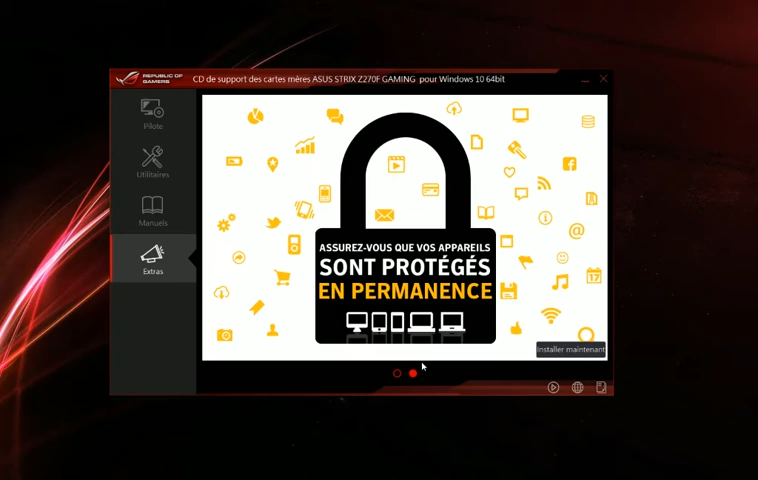 REPUBLIC OF
GAMERS
CD de support des cartes mères ASUS STRIX Z270F GAMING pour Windows 10 64bit
Pilote
Utilitaires
Manuels
Extras
ASSUREZ-VOUS QUE VOS APPAREILS
SONT PROTÉGÉS
EN PERMANENCE
17
Installer maintenant